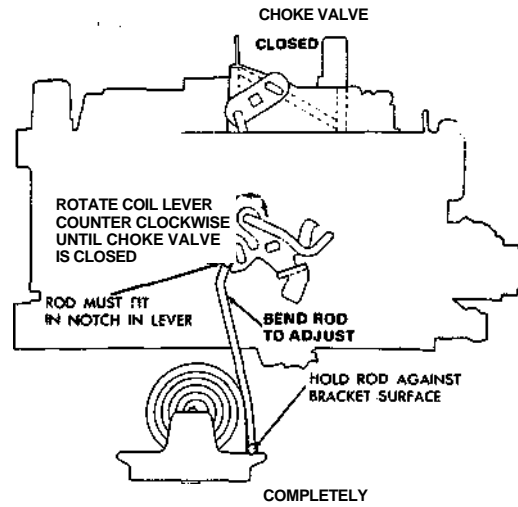 CHOKE VALVE
CLOSED
ROTATE COIL LEVER
COUNTER CLOCKWISE
UNTIL CHOKE VALVE
IS CLOSED
ROD MUST FIT
IN NOTCH IN LEVER
BEND ROD
TO ADJUST
HOLD ROD AGAINST
BRACKET SURFACE
COMPLETELY